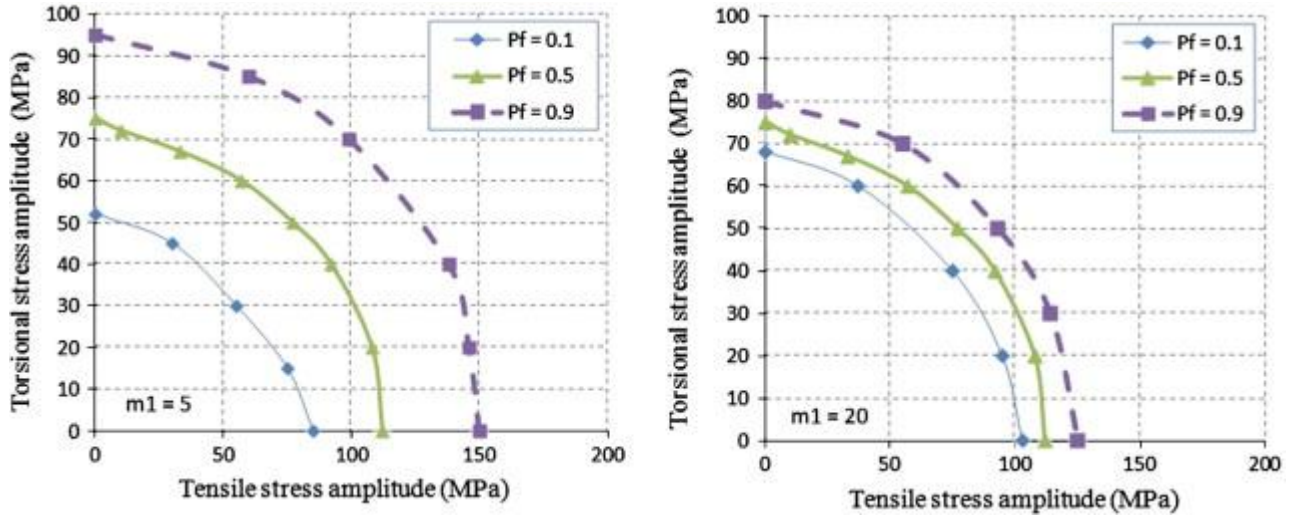 100
90
80
70
60
50
40
30
20
10
0
Torsional stress amplitude (MPa)
Pf = 0.1
Pf = 0.5
Pf = 0.9
m1 = 5
0 50 100 150 200
Tensile stress amplitude (MPa)
100
90
80
70
60
50
40
30
20
10
0
Torsional stress amplitude (MPa)
Pf = 0.1
Pf = 0.5
Pf = 0.9
m1 = 20
0 50 100 150 200
Tensile stress amplitude (MPa)